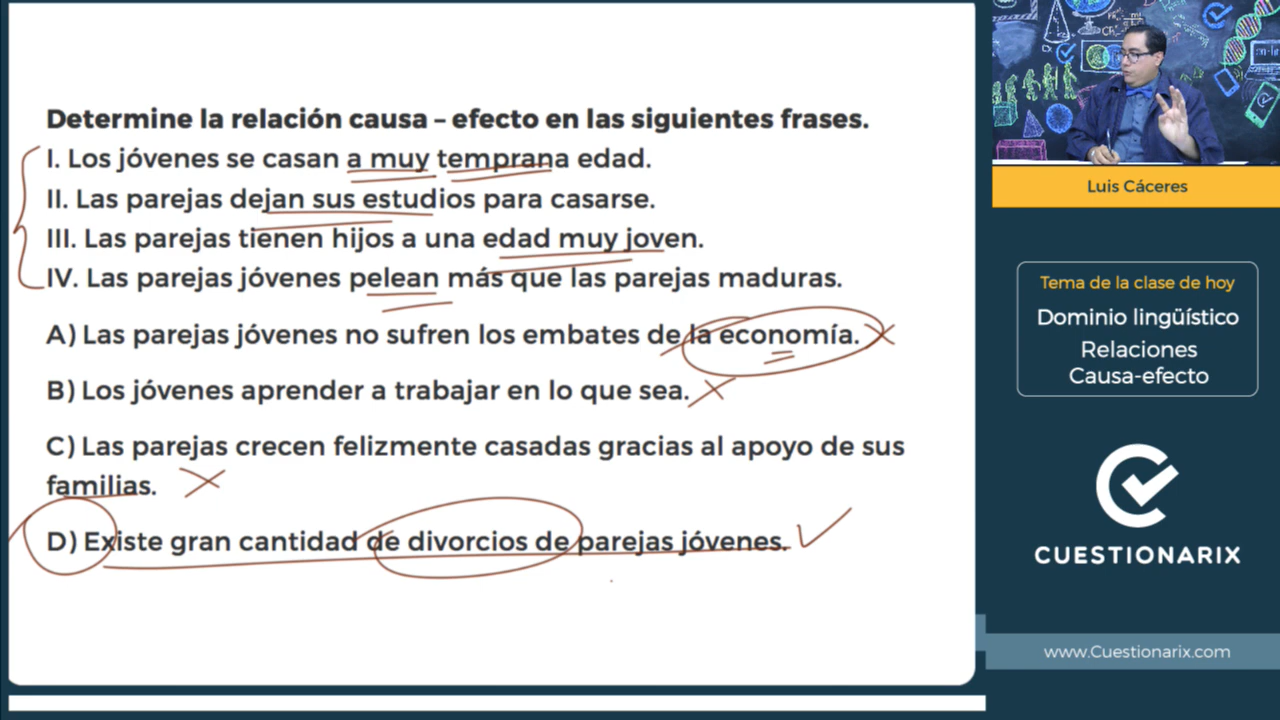 Determine la relación causa – efecto en las siguientes frases.
I. Los jóvenes se casan a muy temprana edad.
II. Las parejas dejan sus estudios para casarse.
III. Las parejas tienen hijos a una edad muy joven.
IV. Las parejas jóvenes pelean más que las parejas maduras.
A) Las parejas jóvenes no sufren los embates de la economía.
B) Los jóvenes aprender a trabajar en lo que sea.
C) Las parejas crecen felizmente casadas gracias al apoyo de sus
familias.
D) Existe gran cantidad de divorcios de parejas jóvenes.
Luis Cáceres
Tema de la clase de hoy
Dominio lingüístico
Relaciones
Causa-efecto
CUESTIONARIX
www.Cuestionarix.com